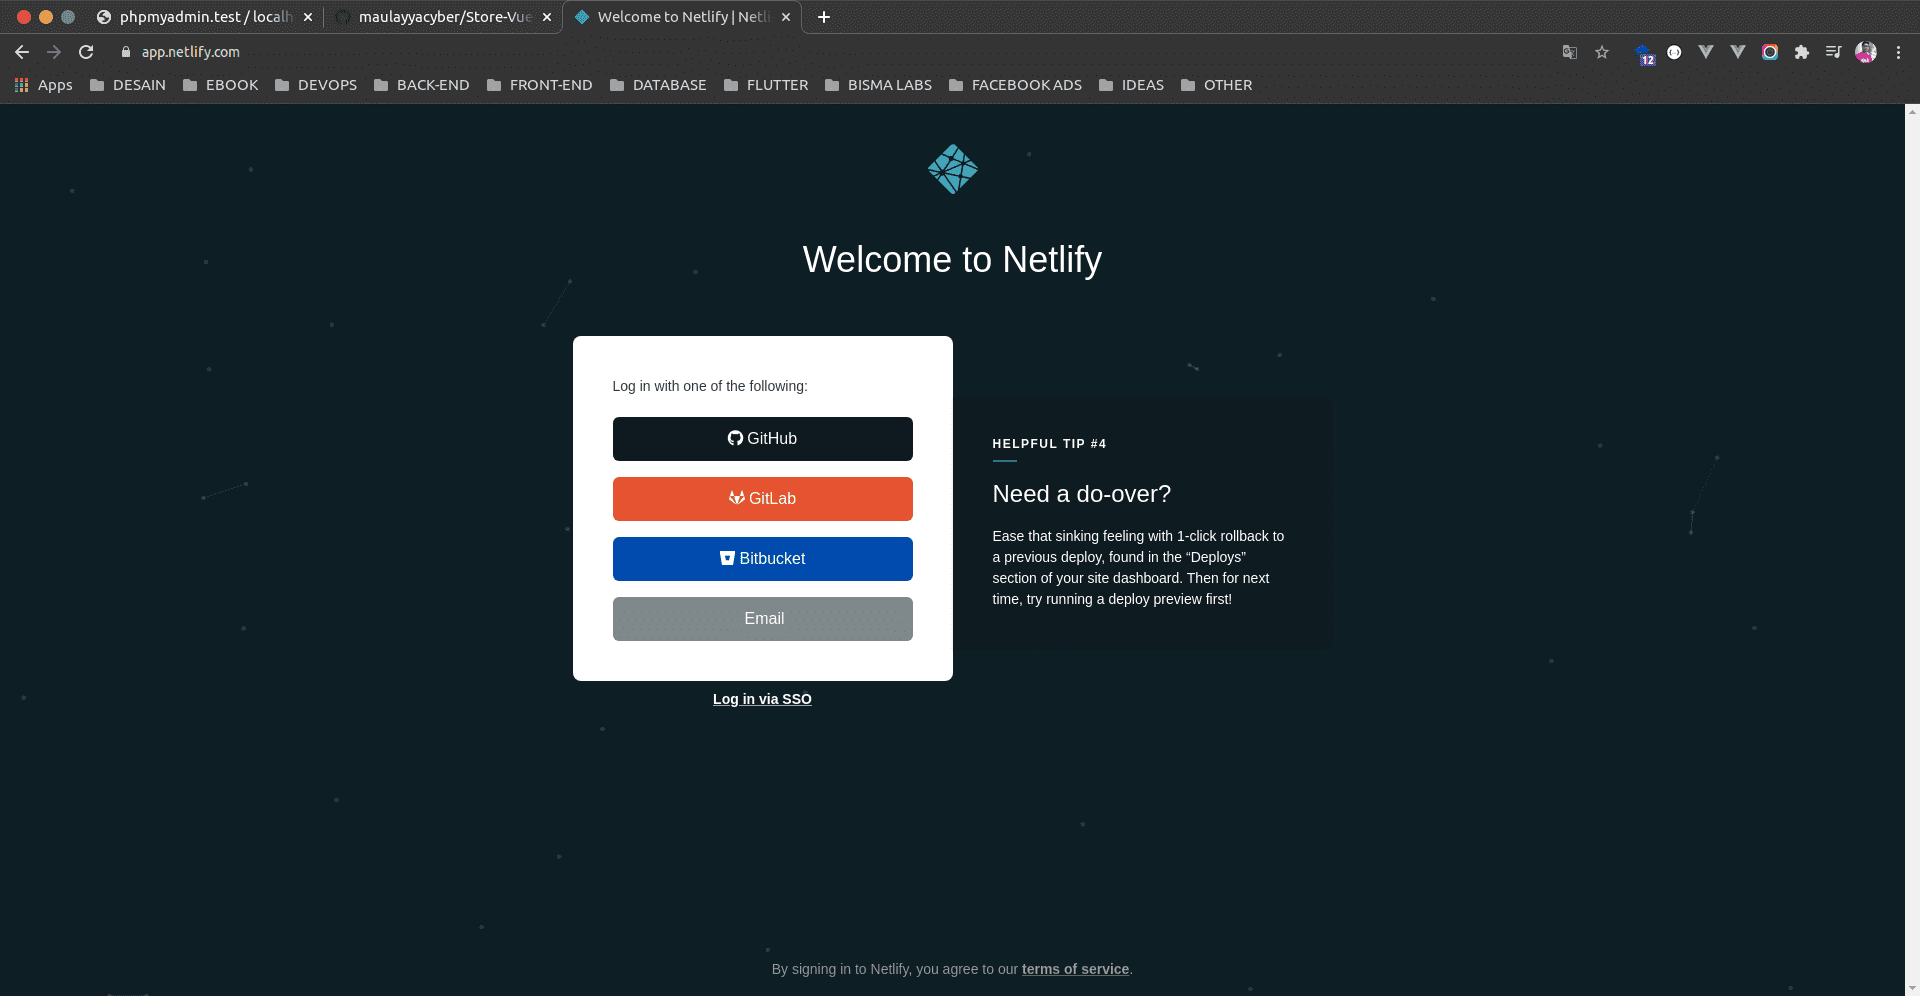 phpmyadmin.test / localh
maulayyacyber/Store-Vue
Welcome to Netlify | Netli
app.netlify.com
12
Apps
DESAIN
EBOOK
DEVOPS
BACK-END
FRONT-END
DATABASE
FLUTTER
BISMA LABS
FACEBOOK ADS
IDEAS
OTHER
Welcome to Netlify
Log in with one of the following:
GitHub
GitLab
Bitbucket
Email
Log in via SSO
HELPFUL TIP #4
Need a do-over?
Ease that sinking feeling with 1-click rollback to
a previous deploy, found in the “Deploys”
section of your site dashboard. Then for next
time, try running a deploy preview first!
By signing in to Netlify, you agree to our terms of service.